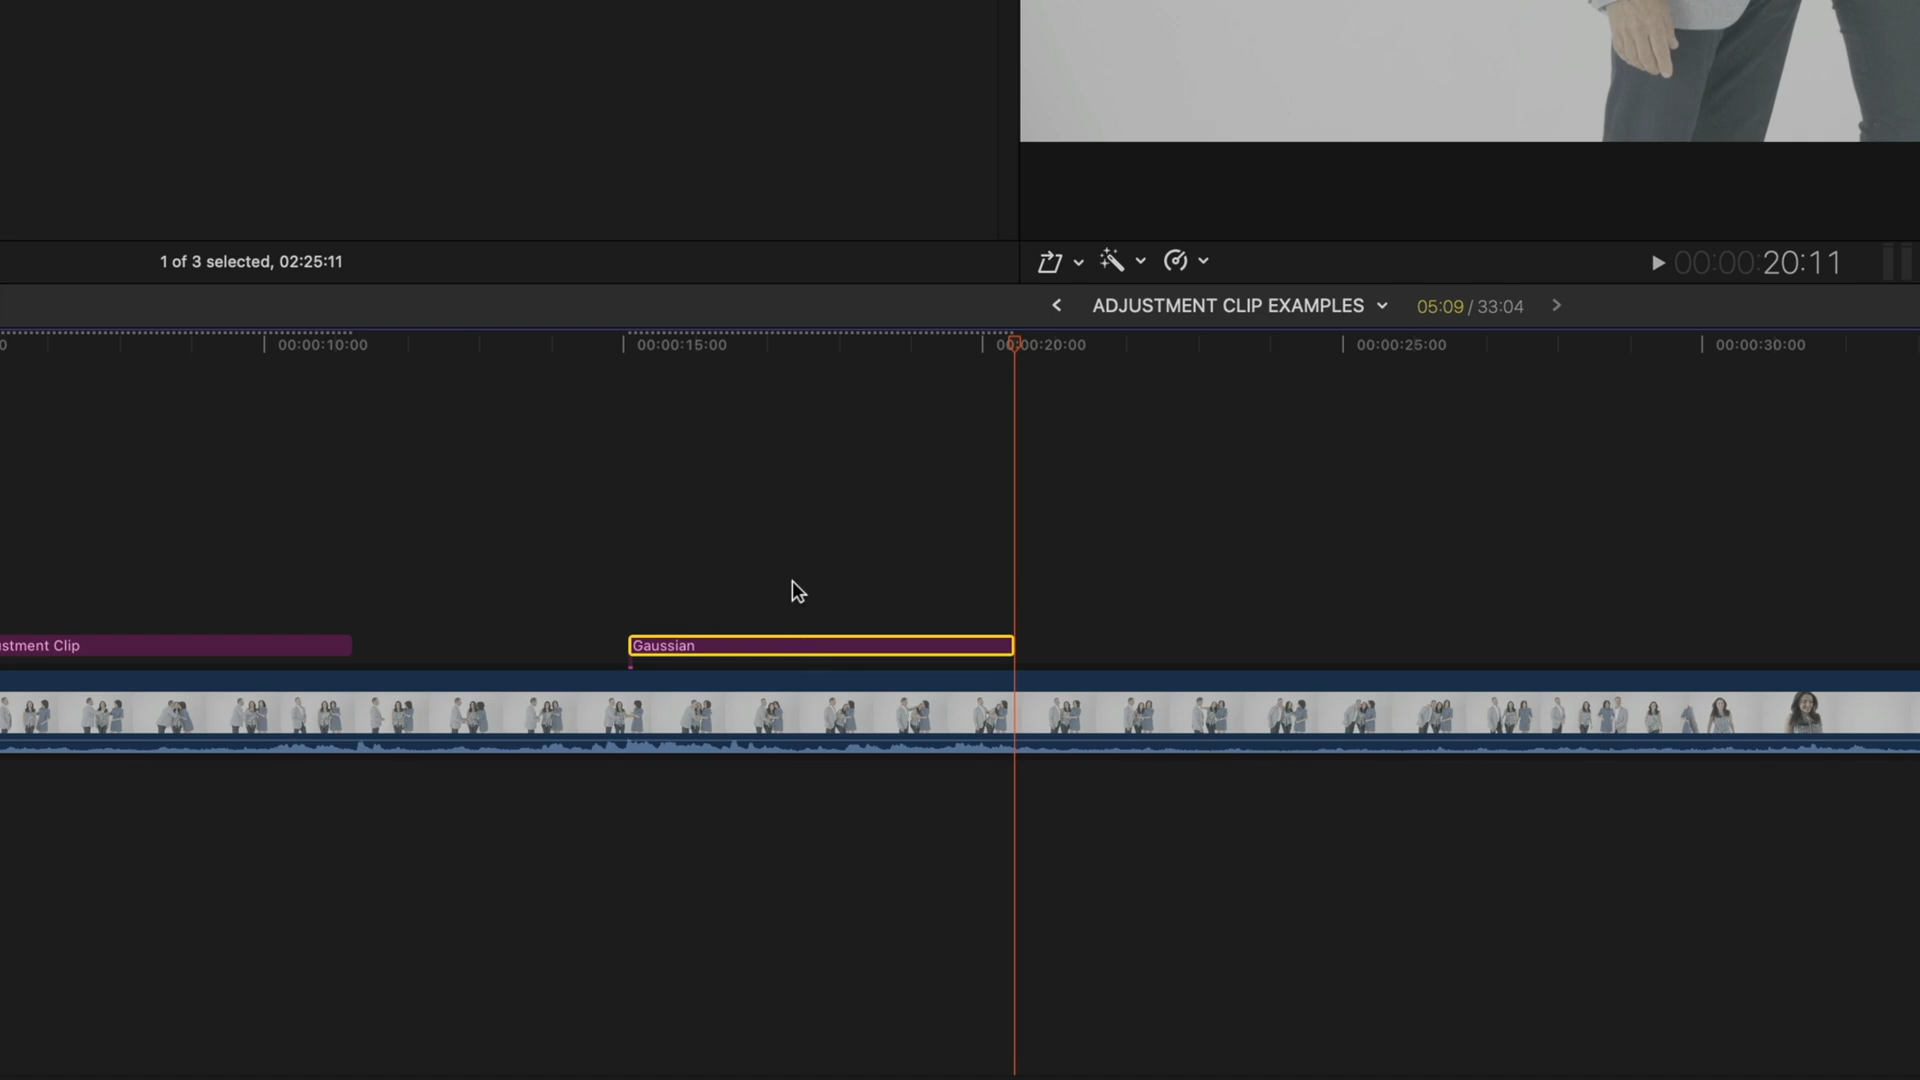 1 of 3 selected, 02:25:11
00:00:20:11
ADJUSTMENT CLIP EXAMPLES
05:09 / 33:04
0
00:00:10:00
00:00:15:00
00:00:20:00
00:00:25:00
00:00:30:00
stment Clip
Gaussian